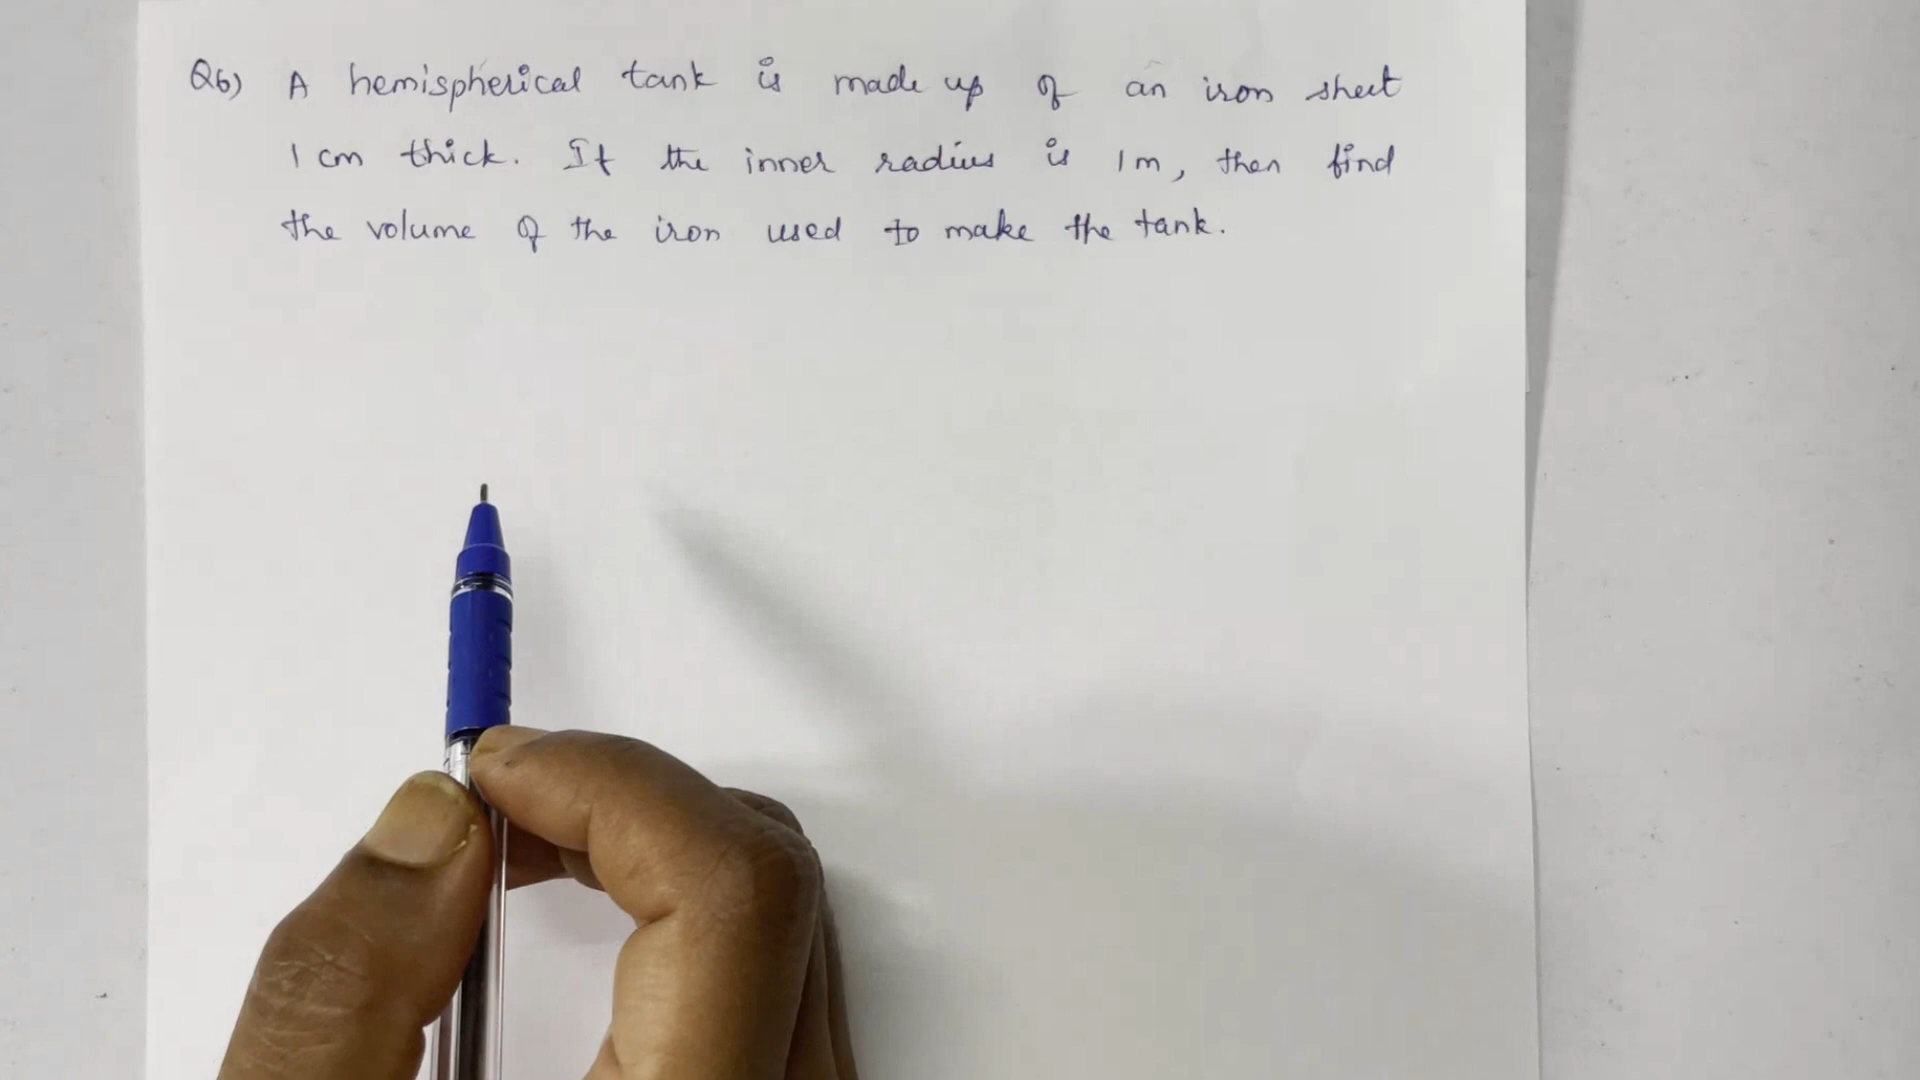 Q6) A hemispherical tank is made up of an iron sheet
1 cm thick. If the inner radius is 1m, then find
the volume of the iron used to make the tank.